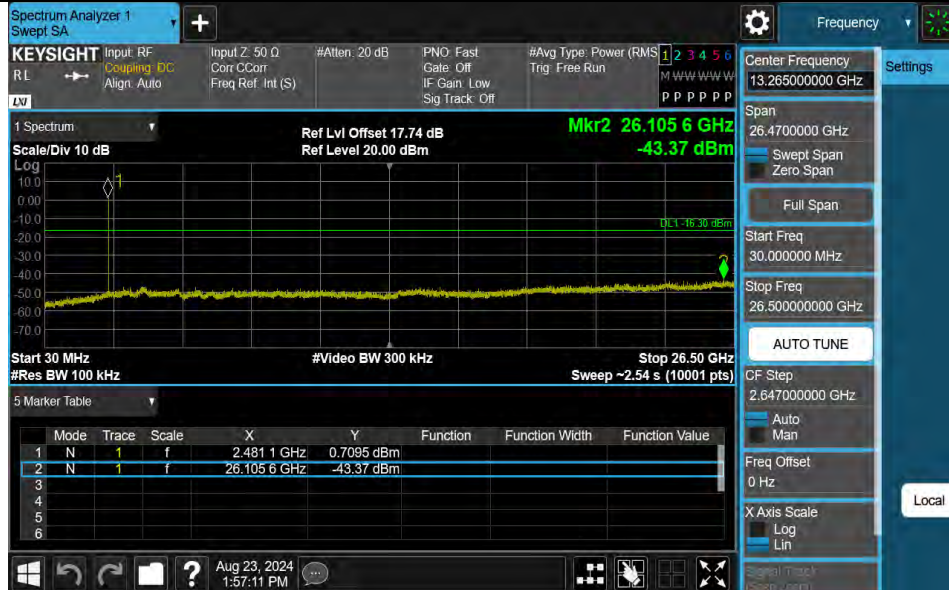 Spectrum Analyzer 1
Swept SA
Frequency
KEYSIGHT
RL
LXI
Input: RF
Coupling: DC
Align: Auto
Input Z: 50 Ω
Corr CCorr
Freq Ref: Int (S)
#Atten: 20 dB
PNO: Fast
Gate: Off
IF Gain: Low
Sig Track: Off
#Avg Type: Power (RMS
Trig: Free Run
1 2 3 4 5 6
M W W W W W
P P P P P P
1 Spectrum
Scale/Div 10 dB
Ref Lvl Offset 17.74 dB
Ref Level 20.00 dBm
Mkr2 26.105 6 GHz
-43.37 dBm
Log
10.0
0.00
-10.0
-20.0
-30.0
-40.0
-50.0
-60.0
-70.0
1
DL1 -16.30 dBm
Start 30 MHz
#Res BW 100 kHz
#Video BW 300 kHz
Stop 26.50 GHz
Sweep ~2.54 s (10001 pts)
5 Marker Table
Mode Trace Scale X Y Function Function Width Function Value
1 N 1 f 2.481 1 GHz 0.7095 dBm
2 N 1 f 26.105 6 GHz -43.37 dBm
3
4
5
6
Aug 23, 2024
1:57:11 PM
Center Frequency
13.265000000 GHz
Span
26.4700000 GHz
Swept Span
Zero Span
Full Span
Start Freq
30.000000 MHz
Stop Freq
26.500000000 GHz
AUTO TUNE
CF Step
2.647000000 GHz
Auto
Man
Freq Offset
0 Hz
X Axis Scale
Log
Lin
Signal Track
Settings
Local